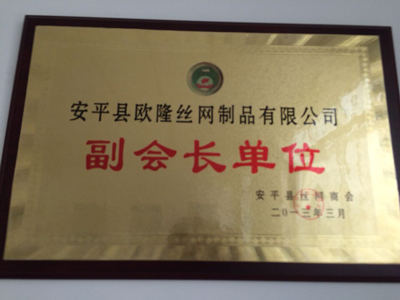 安平县欧隆丝网制品有限公司
副会长单位
安平县丝网商会
二〇一三年三月